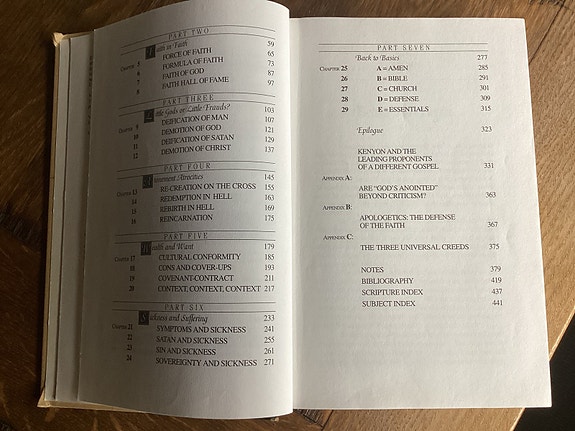 PART TWO
Faith in Faith 59
CHAPTER 5 FORCE OF FAITH 65
6 FORMULA OF FAITH 73
7 FAITH OF GOD 87
8 FAITH HALL OF FAME 97
PART THREE
Little Gods or Little Frauds? 103
CHAPTER 9 DEIFICATION OF MAN 107
10 DEMOTION OF GOD 121
11 DEIFICATION OF SATAN 129
12 DEMOTION OF CHRIST 137
PART FOUR
Atonement Atrocities 145
CHAPTER 13 RE-CREATION ON THE CROSS 155
14 REDEMPTION IN HELL 163
15 REBIRTH IN HELL 169
16 REINCARNATION 175
PART FIVE
Wealth and Want 179
CHAPTER 17 CULTURAL CONFORMITY 185
18 CONS AND COVER-UPS 193
19 COVENANT-CONTRACT 211
20 CONTEXT, CONTEXT, CONTEXT 217
PART SIX
Sickness and Suffering 233
CHAPTER 21 SYMPTOMS AND SICKNESS 241
22 SATAN AND SICKNESS 255
23 SIN AND SICKNESS 261
24 SOVEREIGNTY AND SICKNESS 271
PART SEVEN
Back to Basics 277
CHAPTER 25 A = AMEN 285
26 B = BIBLE 291
27 C = CHURCH 301
28 D = DEFENSE 309
29 E = ESSENTIALS 315
Epilogue 323
KENYON AND THE
LEADING PROPONENTS
OF A DIFFERENT GOSPEL 331
APPENDIX A:
ARE "GOD'S ANOINTED"
BEYOND CRITICISM? 363
APPENDIX B:
APOLOGETICS: THE DEFENSE
OF THE FAITH 367
APPENDIX C:
THE THREE UNIVERSAL CREEDS 375
NOTES 379
BIBLIOGRAPHY 419
SCRIPTURE INDEX 437
SUBJECT INDEX 441